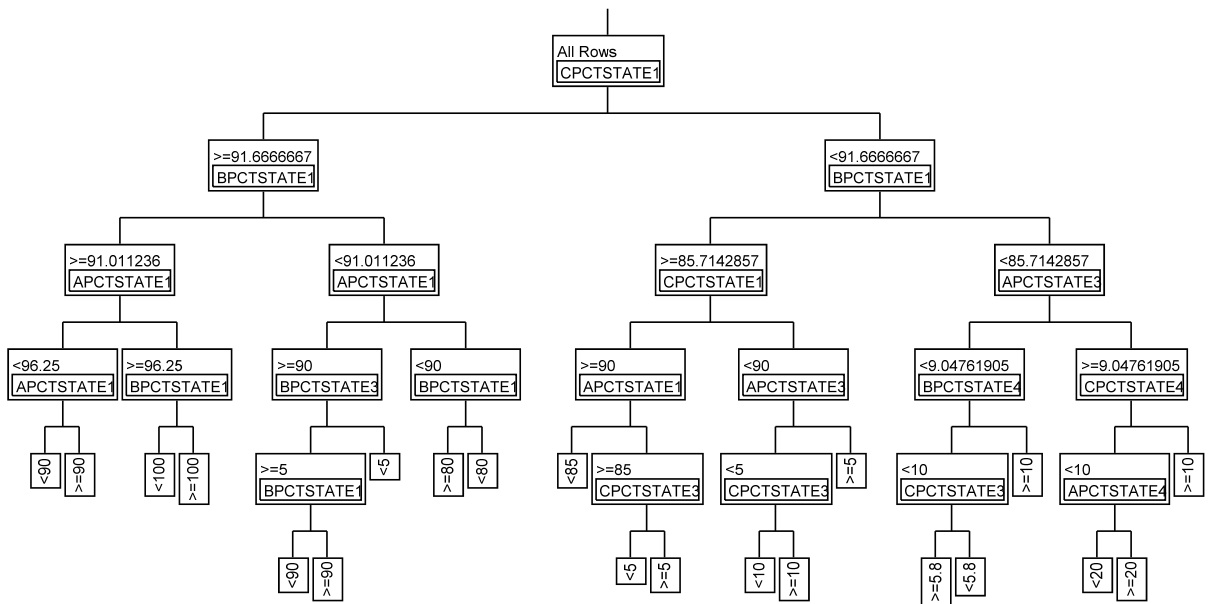 All Rows
CPCTSTATE1
>=91.6666667
BPCTSTATE1
<91.6666667
BPCTSTATE1
>=91.011236
APCTSTATE1
<91.011236
APCTSTATE1
>=85.7142857
CPCTSTATE1
<85.7142857
APCTSTATE3
<96.25
APCTSTATE1
>=96.25
BPCTSTATE1
>=90
BPCTSTATE3
<90
BPCTSTATE1
>=90
APCTSTATE1
<90
APCTSTATE3
<9.04761905
BPCTSTATE4
>=9.04761905
CPCTSTATE4
<90
>=90
<100
>=100
>=5
BPCTSTATE1
<5
>=80
<80
<85
>=85
CPCTSTATE3
<5
CPCTSTATE3
>=5
<10
CPCTSTATE3
>=10
<10
APCTSTATE4
>=10
<90
>=90
<5
>=5
<10
>=10
>=5.8
<5.8
<20
>=20